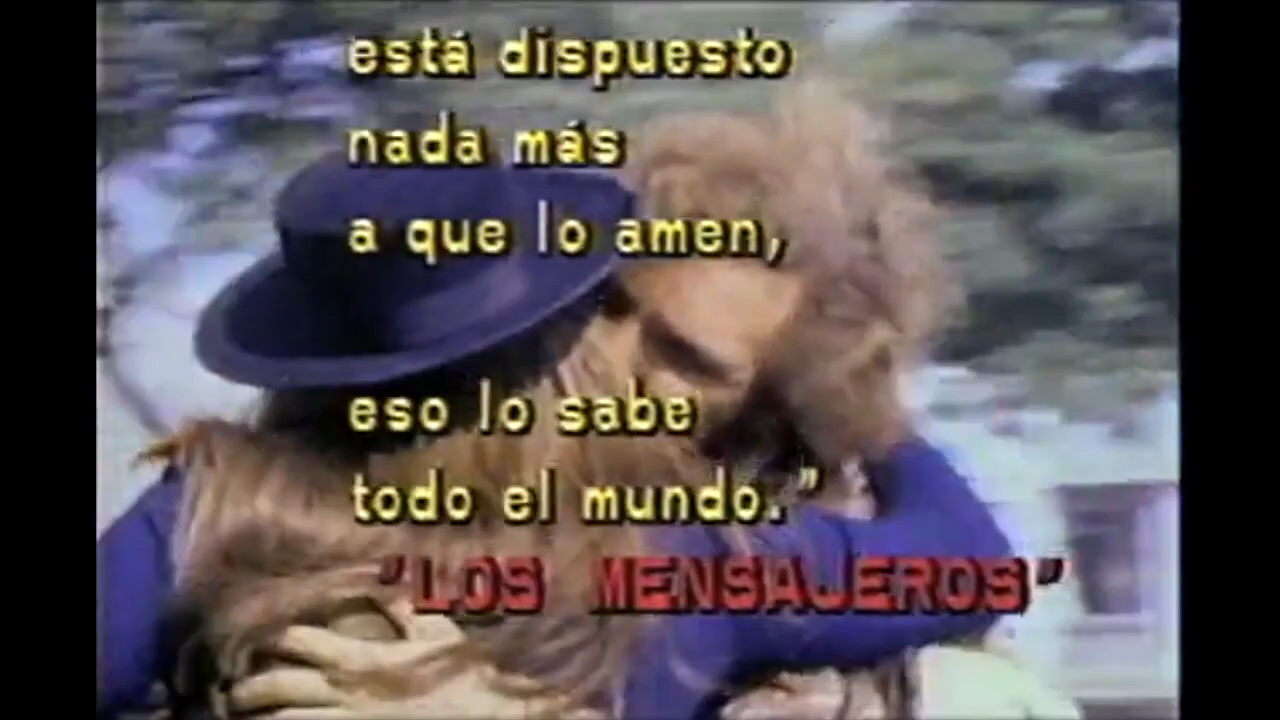 está dispuesto
nada más
a que lo amen,
eso lo sabe
todo el mundo."
"LOS MENSAJEROS"